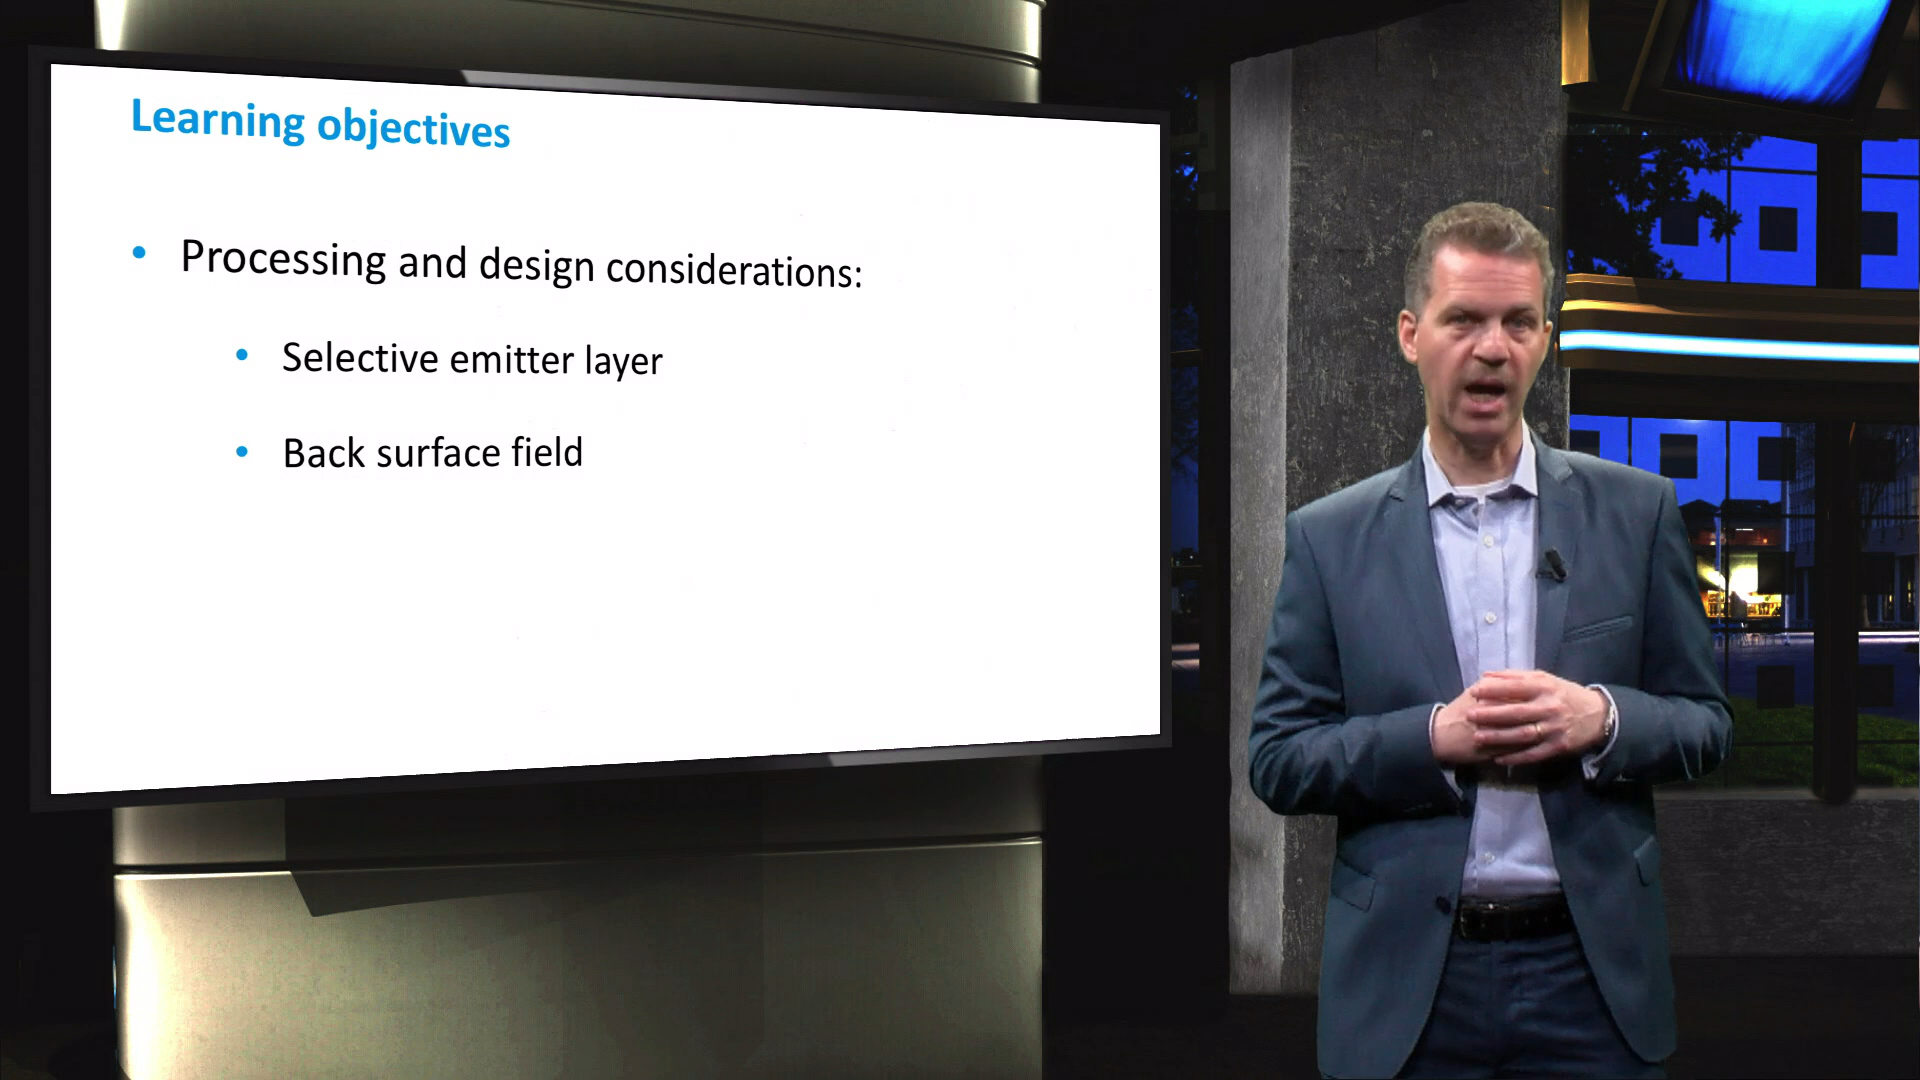 Learning objectives
• Processing and design considerations:
• Selective emitter layer
• Back surface field